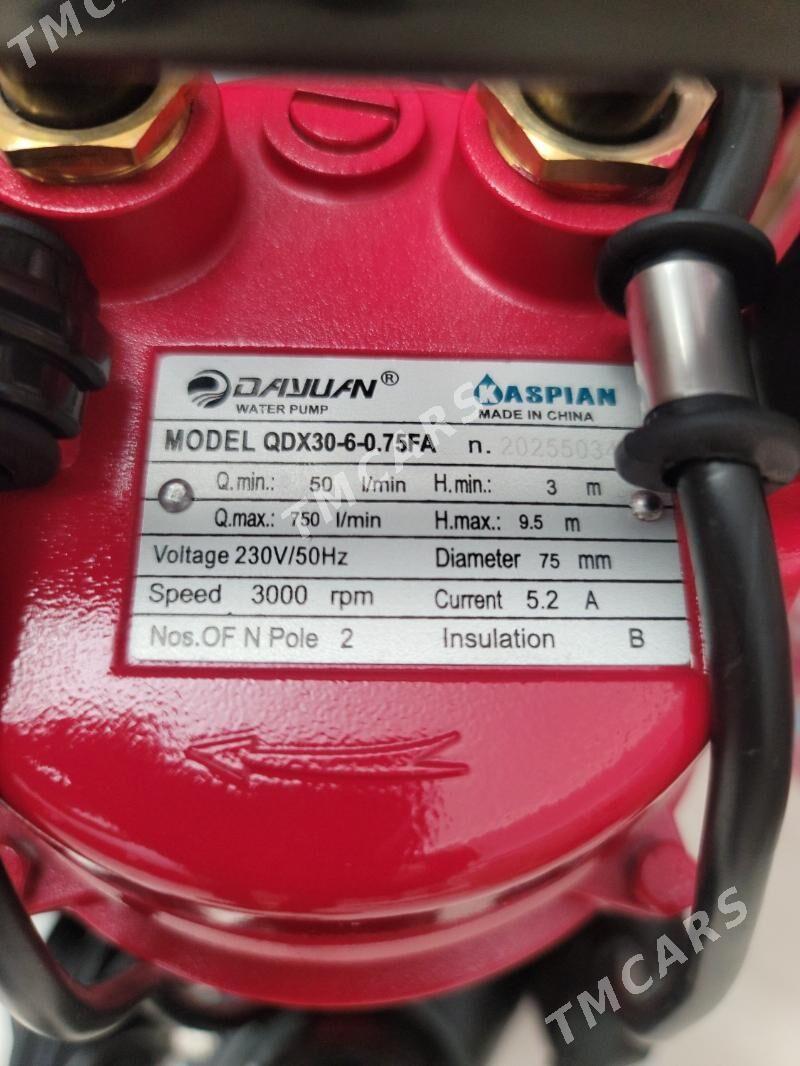 TMCARS
DAYUAN®
WATER PUMP
KASPIAN
MADE IN CHINA
MODEL QDX30-6-0.75FA n. 20255034
Q.min.: 50 l/min H.min.: 3 m
Q.max.: 750 l/min H.max.: 9.5 m
Voltage 230V/50Hz Diameter 75 mm
Speed 3000 rpm Current 5.2 A
Nos.OF N Pole 2 Insulation B
TMCARS
TMCARS